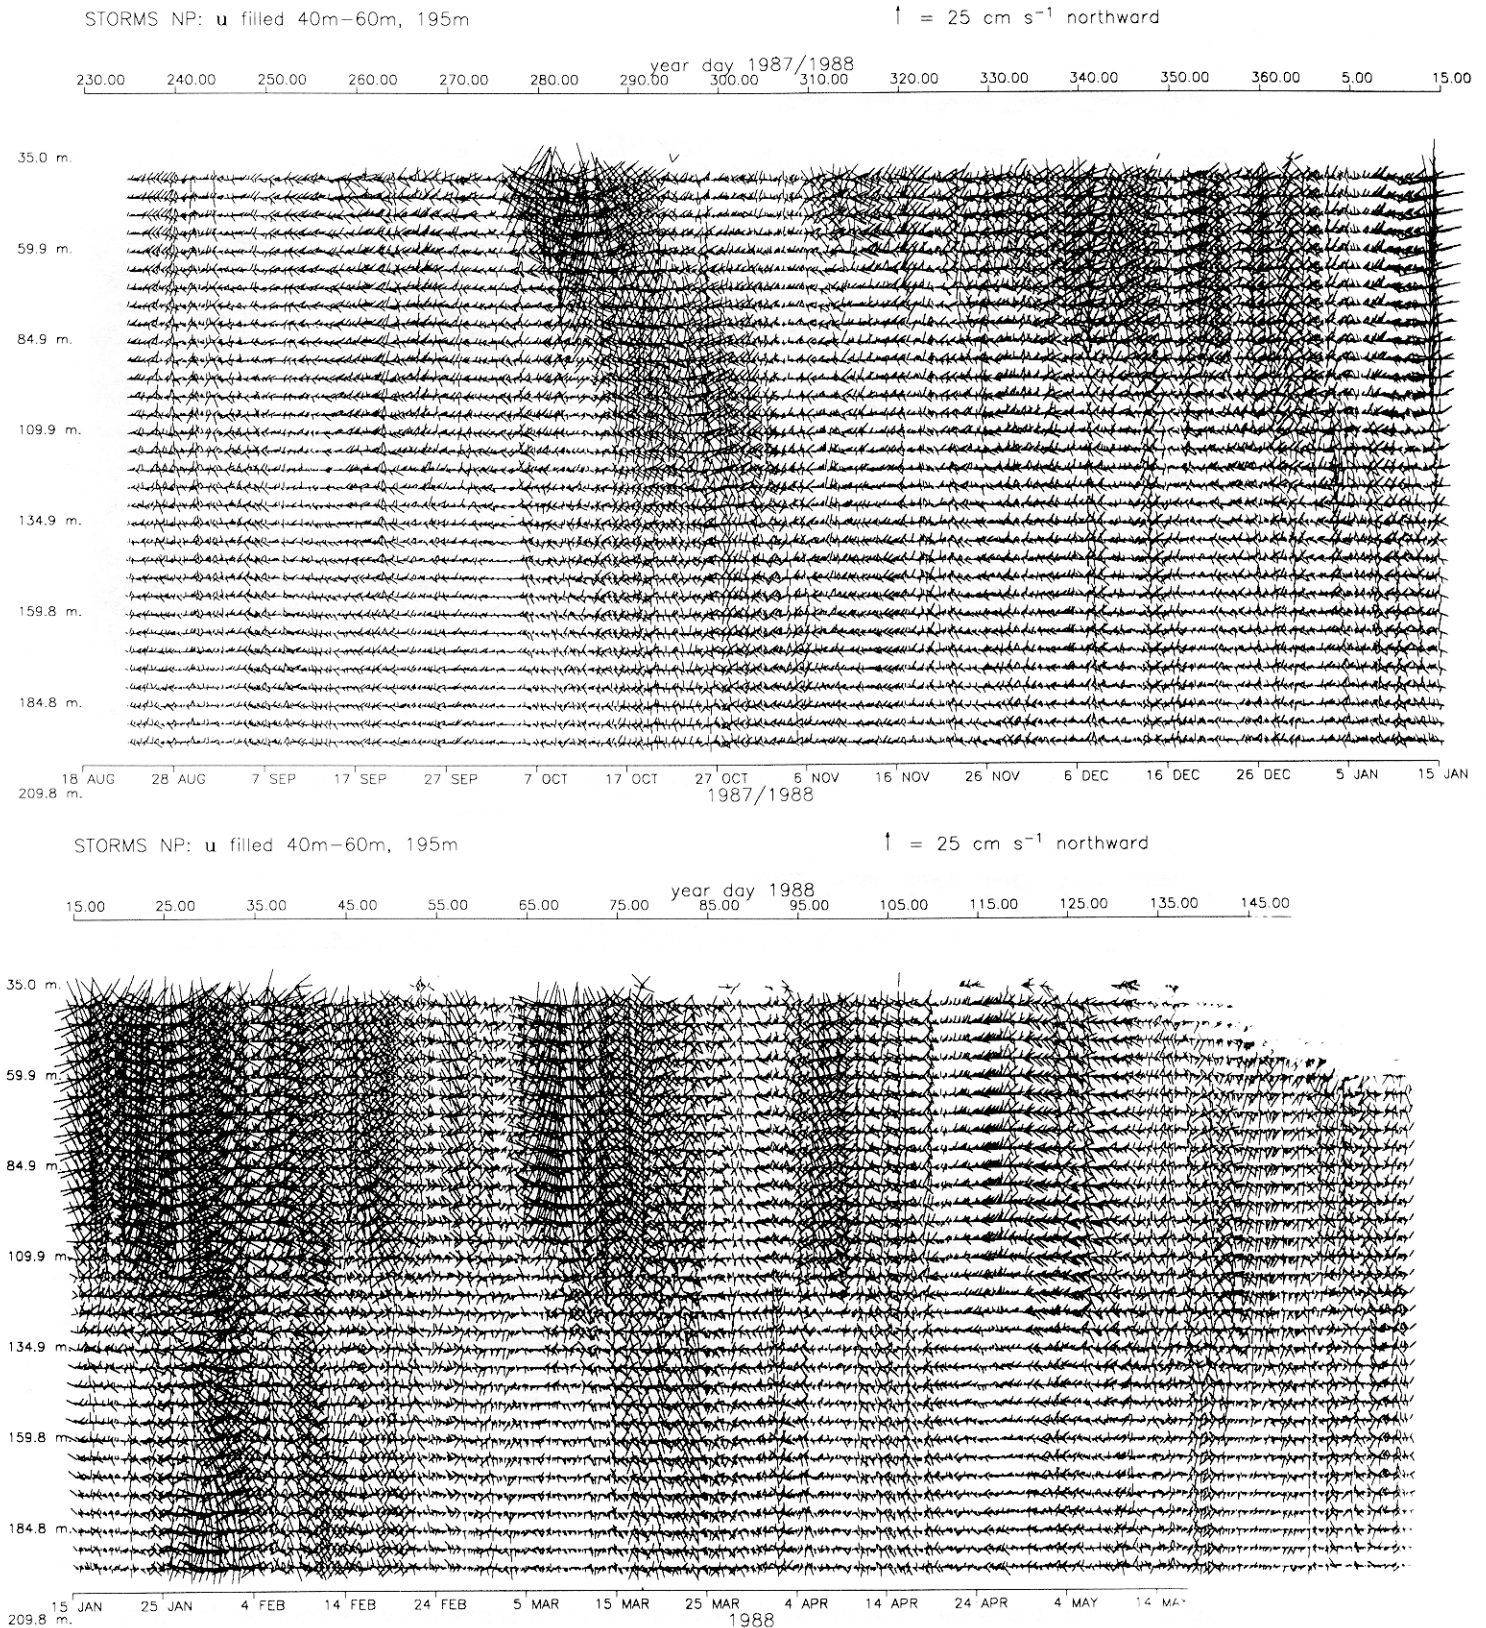 STORMS NP: u filled 40m−60m, 195m
↑ = 25 cm s⁻¹ northward
year day 1987/1988
230.00 240.00 250.00 260.00 270.00 280.00 290.00 300.00 310.00 320.00 330.00 340.00 350.00 360.00 5.00 15.00
35.0 m.
59.9 m.
84.9 m.
109.9 m.
134.9 m.
159.8 m.
184.8 m.
18 AUG 28 AUG 7 SEP 17 SEP 27 SEP 7 OCT 17 OCT 27 OCT 6 NOV 16 NOV 26 NOV 6 DEC 16 DEC 26 DEC 5 JAN 15 JAN
209.8 m.
1987/1988
STORMS NP: u filled 40m−60m, 195m
↑ = 25 cm s⁻¹ northward
year day 1988
15.00 25.00 35.00 45.00 55.00 65.00 75.00 85.00 95.00 105.00 115.00 125.00 135.00 145.00
35.0 m.
59.9 m.
84.9 m.
109.9 m.
134.9 m.
159.8 m.
184.8 m.
15 JAN 25 JAN 4 FEB 14 FEB 24 FEB 5 MAR 15 MAR 25 MAR 4 APR 14 APR 24 APR 4 MAY 14 MAY
209.8 m.
1988